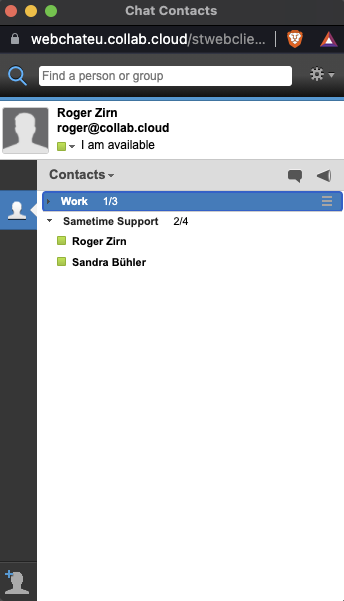 Chat Contacts
webchateu.collab.cloud/stwebclie...
Find a person or group
Roger Zirn
roger@collab.cloud
I am available
Contacts
Work 1/3
Sametime Support 2/4
Roger Zirn
Sandra Bühler